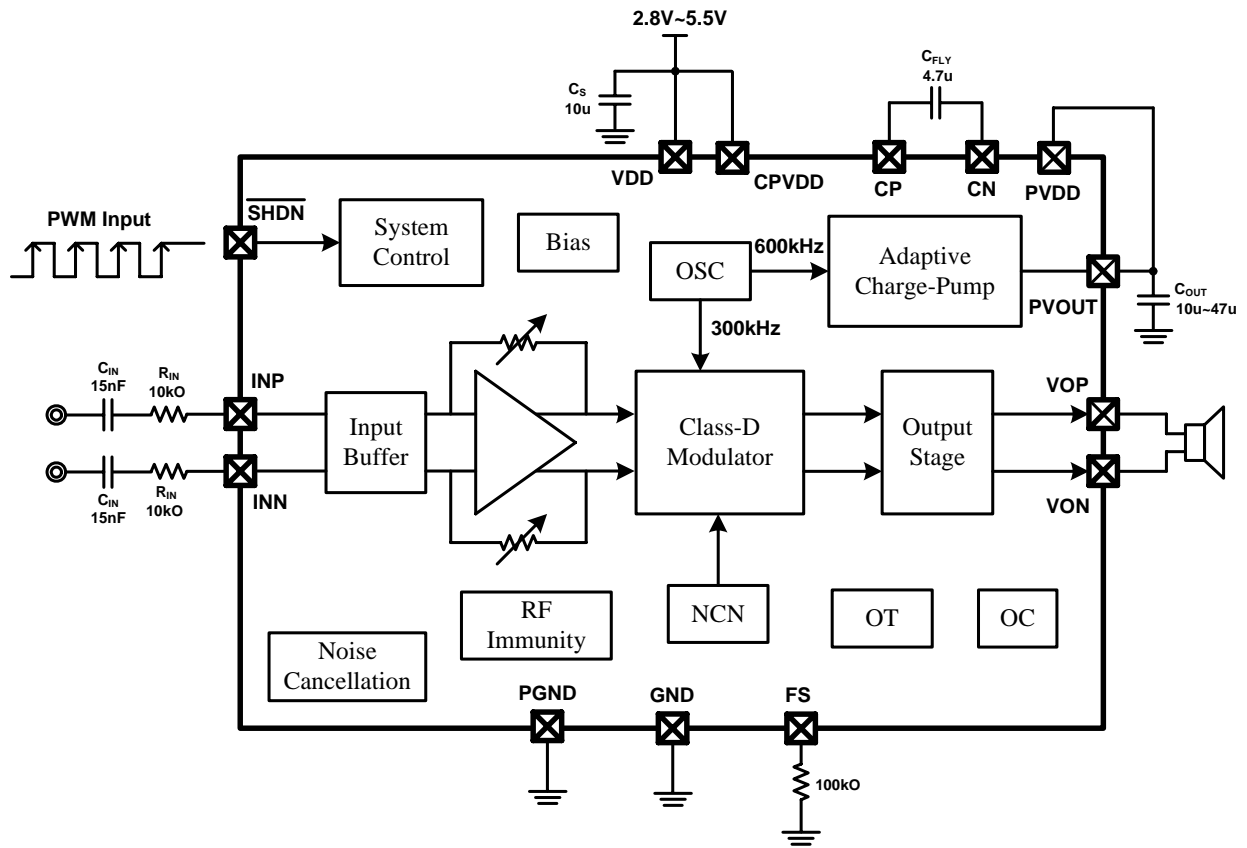 2.8V~5.5V
CS
10u
CFLY
4.7u
VDD
CPVDD
CP
CN
PVDD
PWM Input
SHDN
System
Control
Bias
OSC
600kHz
Adaptive
Charge-Pump
PVOUT
COUT
10u~47u
300kHz
CIN
15nF
RIN
10kO
INP
Input
Buffer
Class-D
Modulator
Output
Stage
VOP
VON
INN
CIN
15nF
RIN
10kO
RF
Immunity
NCN
OT
OC
Noise
Cancellation
PGND
GND
FS
100kO